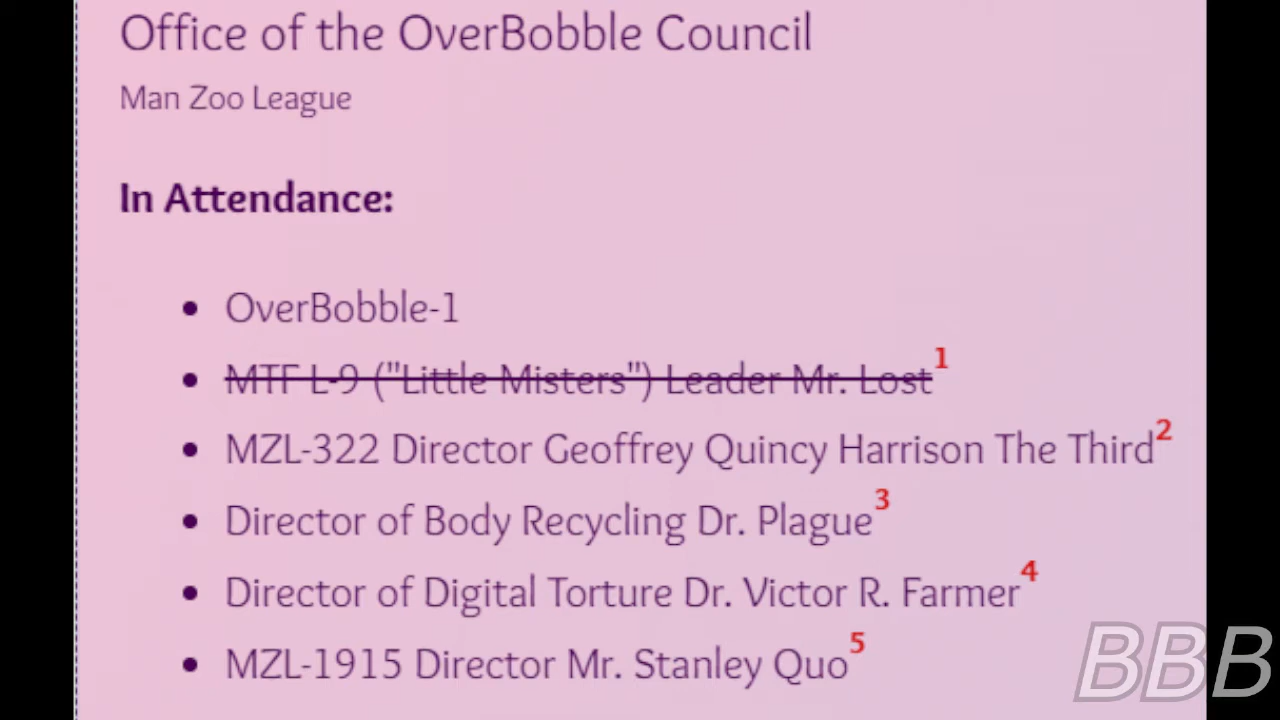 Office of the OverBobble Council
Man Zoo League
In Attendance:
• OverBobble-1
• MTF L-9 ("Little Misters") Leader Mr. Lost1
• MZL-322 Director Geoffrey Quincy Harrison The Third2
• Director of Body Recycling Dr. Plague3
• Director of Digital Torture Dr. Victor R. Farmer4
• MZL-1915 Director Mr. Stanley Quo5
BBB